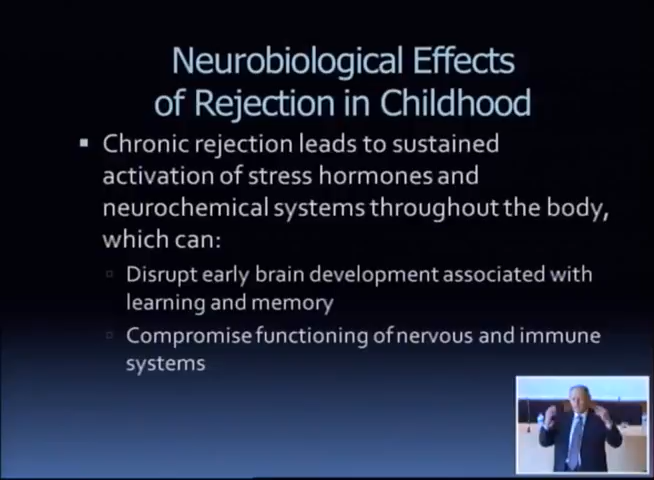 Neurobiological Effects
of Rejection in Childhood
Chronic rejection leads to sustained
activation of stress hormones and
neurochemical systems throughout the body,
which can:
Disrupt early brain development associated with
learning and memory
Compromise functioning of nervous and immune
systems